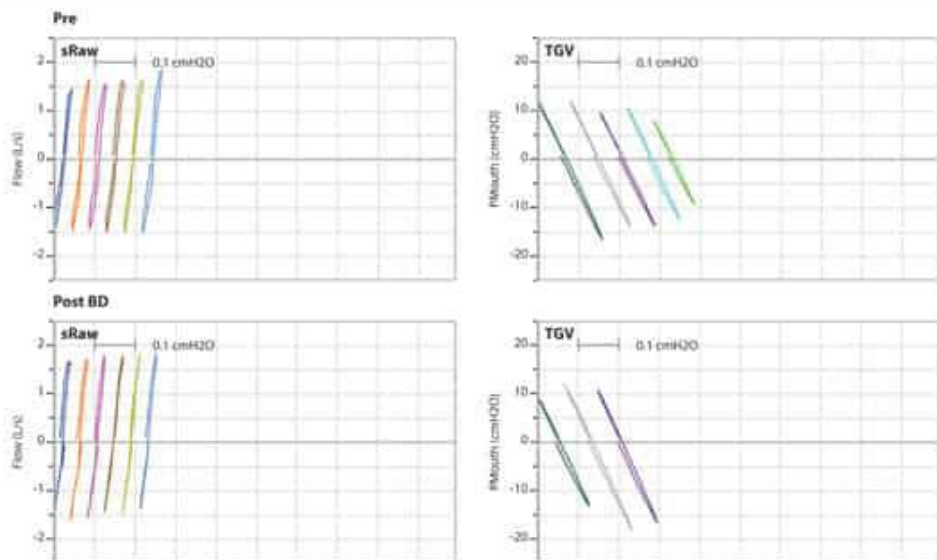 Pre
sRaw
0.1 cmH2O
2
1
0
-1
-2
Flow (L/s)
TGV
0.1 cmH2O
20
10
0
-10
-20
PMouth (cmH2O)
Post BD
sRaw
0.1 cmH2O
2
1
0
-1
-2
Flow (L/s)
TGV
0.1 cmH2O
20
10
0
-10
-20
PMouth (cmH2O)